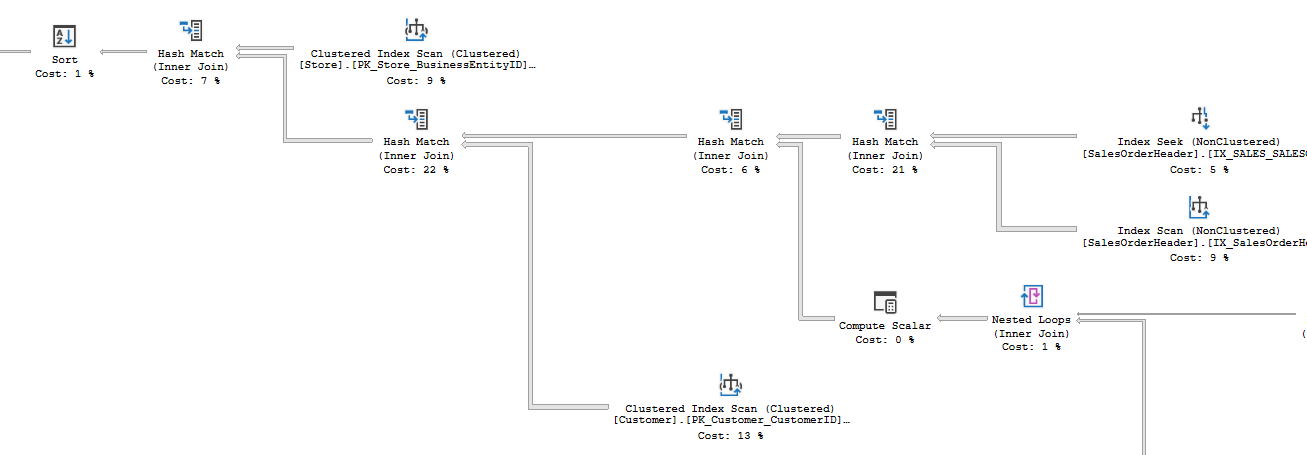 Sort
Cost: 1 %
Hash Match
(Inner Join)
Cost: 7 %
Clustered Index Scan (Clustered)
[Store].[PK_Store_BusinessEntityID]…
Cost: 9 %
Hash Match
(Inner Join)
Cost: 22 %
Hash Match
(Inner Join)
Cost: 6 %
Hash Match
(Inner Join)
Cost: 21 %
Index Seek (NonClustered)
[SalesOrderHeader].[IX_SALES_SALES
Cost: 5 %
Index Scan (NonClustered)
[SalesOrderHeader].[IX_SalesOrderH
Cost: 9 %
Compute Scalar
Cost: 0 %
Nested Loops
(Inner Join)
Cost: 1 %
(
Clustered Index Scan (Clustered)
[Customer].[PK_Customer_CustomerID]…
Cost: 13 %